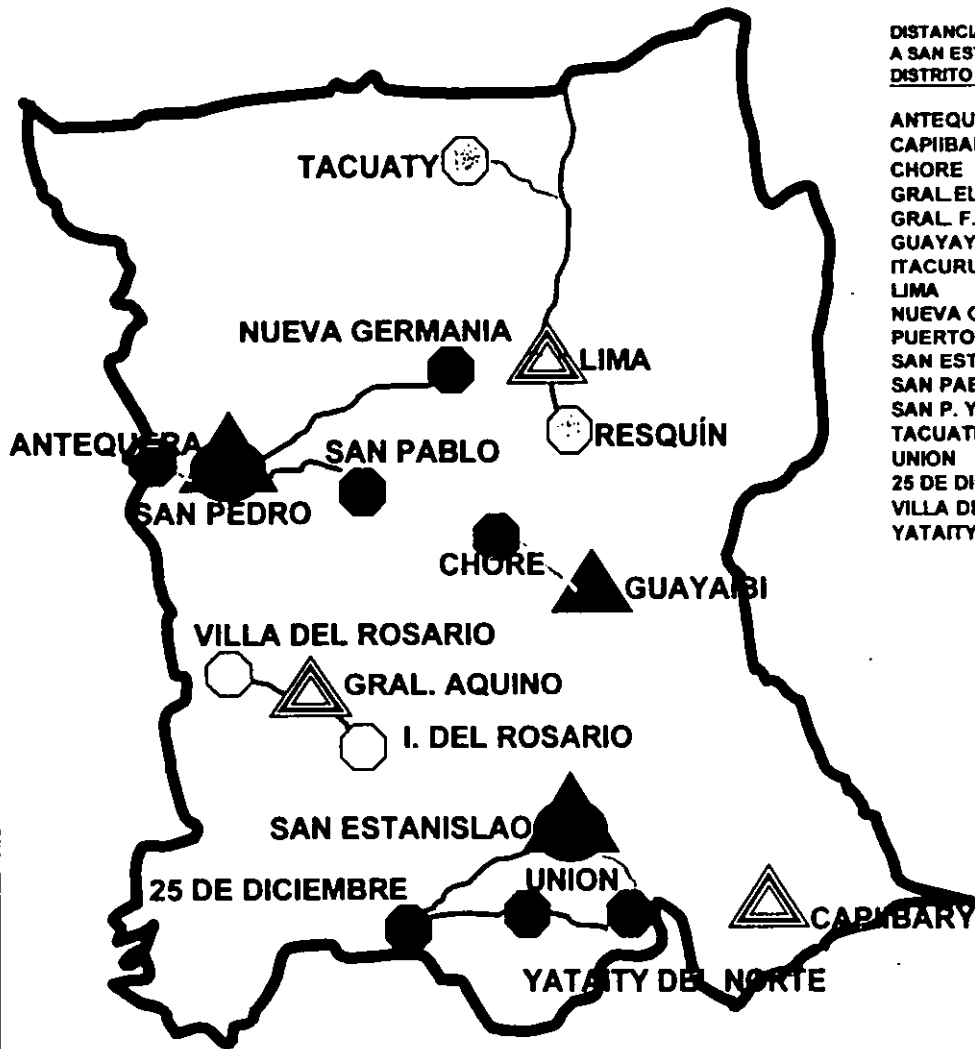 DISTANCI
A SAN EST
DISTRITO
ANTEQU
CAPIIBA
CHORE
GRAL.EL
GRAL. F.
GUAYAY
ITACURU
LIMA
NUEVA G
PUERTO
SAN EST
SAN PAB
SAN P. Y
TACUATI
UNION
25 DE DI
VILLA DE
YATAITY
TACUATY
NUEVA GERMANIA
LIMA
RESQUÍN
ANTEQUERA
SAN PABLO
SAN PEDRO
CHORE
GUAYAIBI
VILLA DEL ROSARIO
GRAL. AQUINO
I. DEL ROSARIO
SAN ESTANISLAO
25 DE DICIEMBRE
UNION
CAPIIBARY
YATAITY DEL NORTE